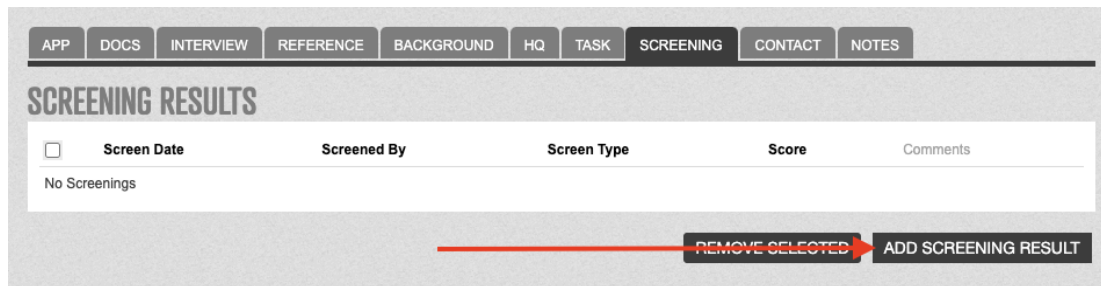 APP DOCS INTERVIEW REFERENCE BACKGROUND HQ TASK SCREENING CONTACT NOTES
SCREENING RESULTS
Screen Date Screened By Screen Type Score Comments
No Screenings
REMOVE SELECTED ADD SCREENING RESULT